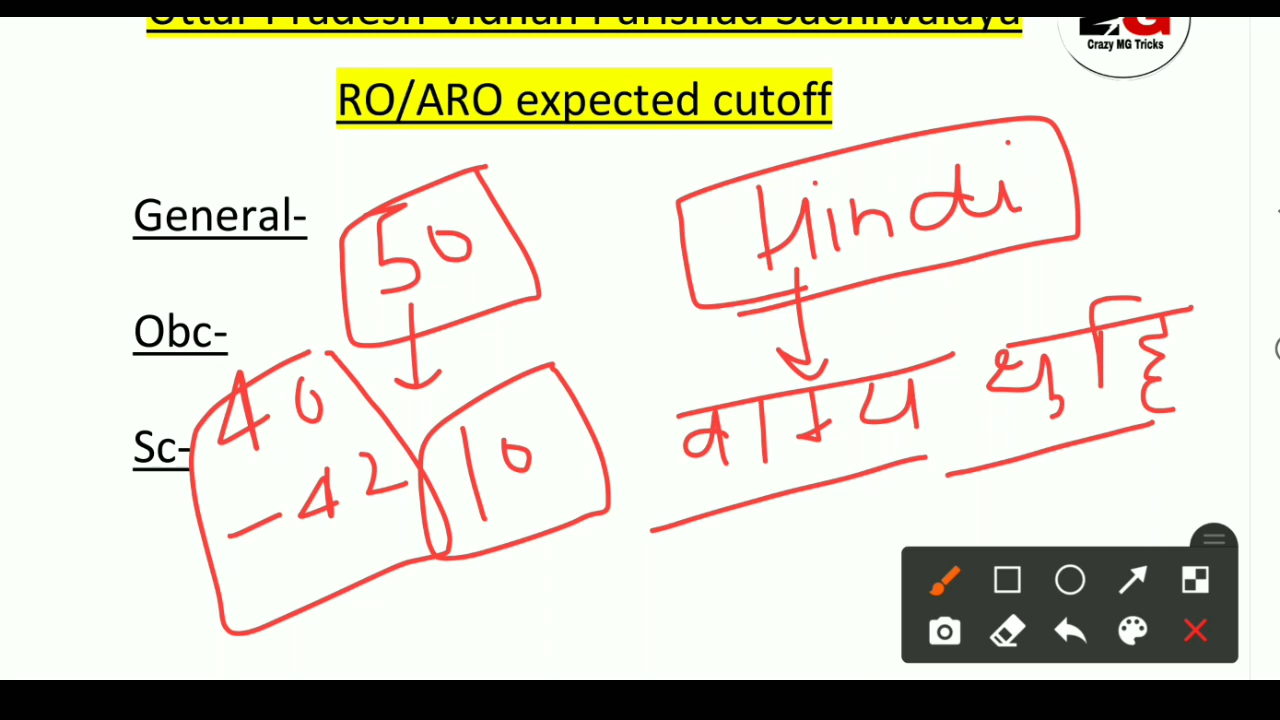 Uttar Pradesh Vidhan Parishad Sachiwalaya
Crazy MG Tricks
RO/ARO expected cutoff
Hindi
General- 50
Obc-
40
Sc-
-42 10
वाक्य शुद्धि